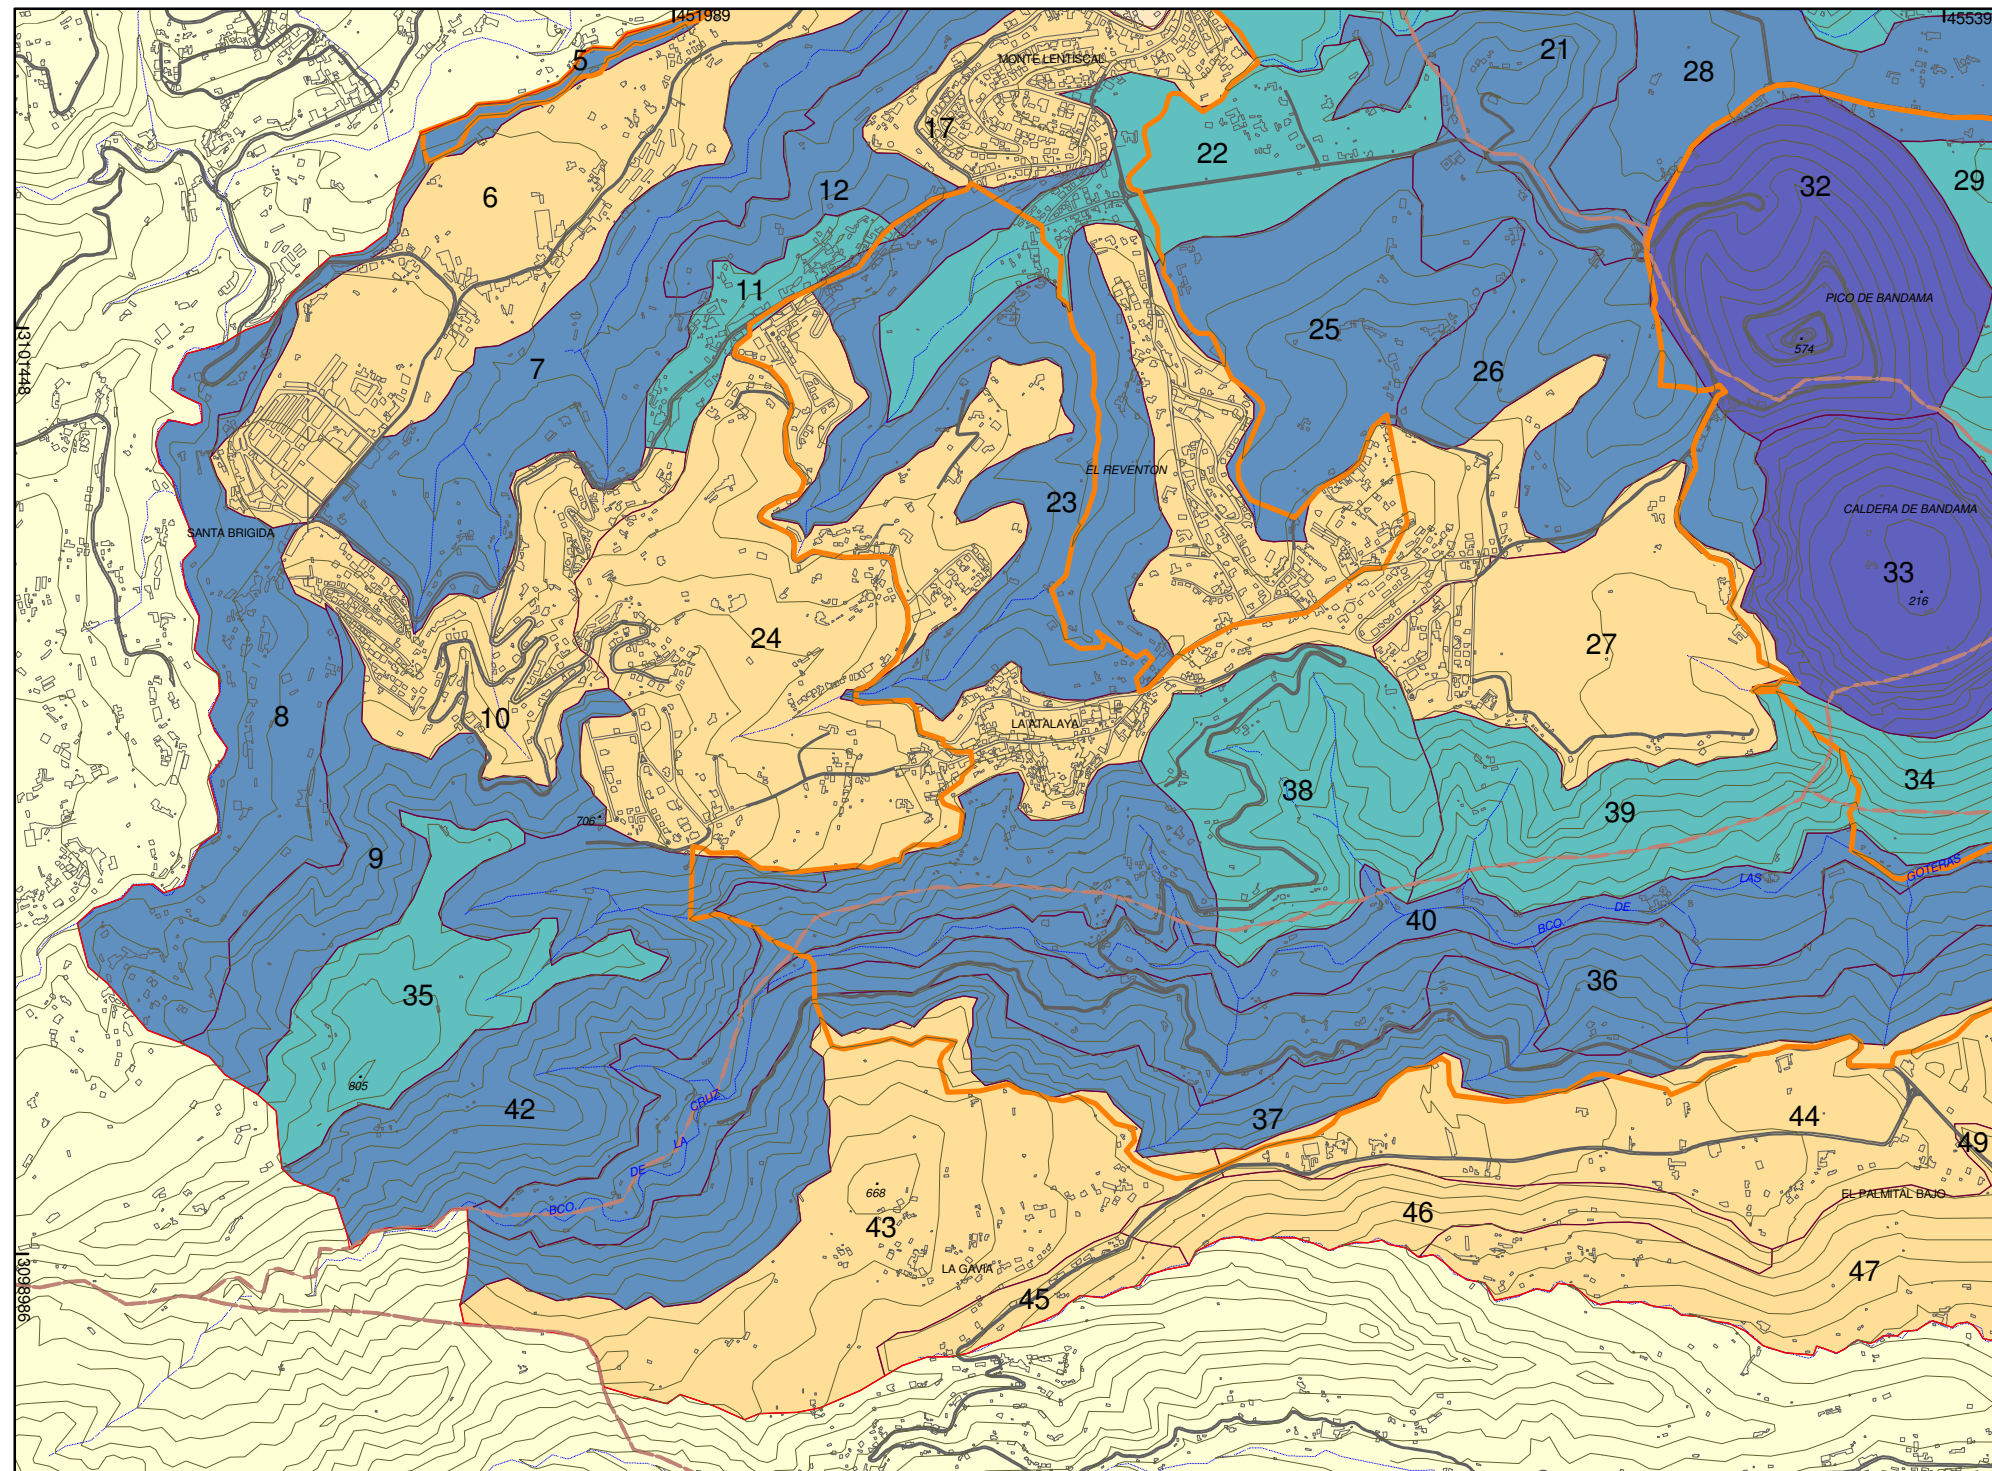 451989
45539
5
MONTE LENTISCAL
21
28
17
22
12
32
29
6
11
PICO DE BANDAMA
574
25
3101448
7
26
EL REVENTON
23
CALDERA DE BANDAMA
SANTA BRIGIDA
33
216
24
27
8
10
LA ATALAYA
38
34
39
706
9
GOTERAS
LAS
DE
BCO.
40
35
36
805
42
CRUZ
LA
DE
BCO.
37
44
49
668
43
EL PALMITAL BAJO
46
LA GAVIA
47
45
3098986